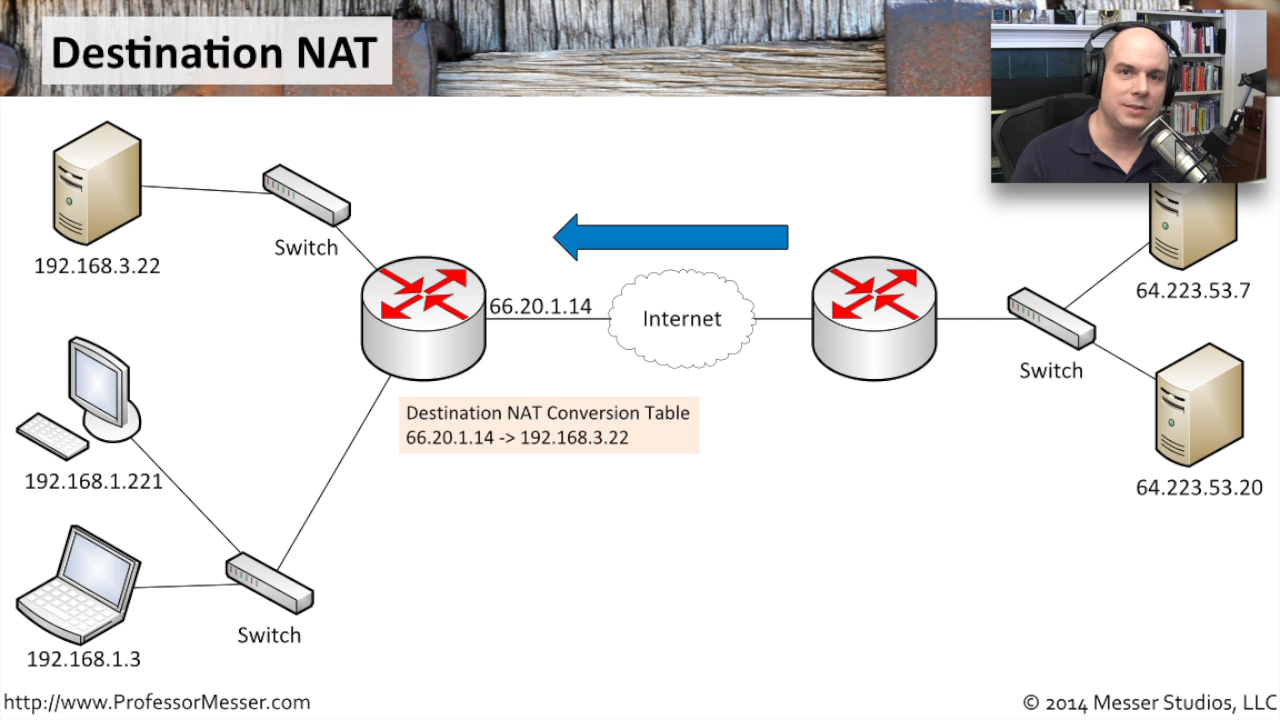 Destination NAT
192.168.3.22
Switch
66.20.1.14
Internet
64.223.53.7
Switch
Destination NAT Conversion Table
66.20.1.14 -> 192.168.3.22
192.168.1.221
64.223.53.20
Switch
192.168.1.3
http://www.ProfessorMesser.com
© 2014 Messer Studios, LLC